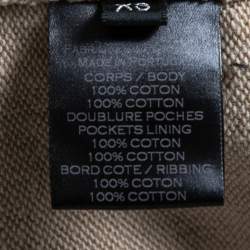 XS
MADE IN PORTUGAL
CORPS / BODY
100% COTON
100% COTTON
DOUBLURE POCHES
POCKETS LINING
100% COTON
100% COTTON
BORD COTE / RIBBING
100% COTON
100% COTTON